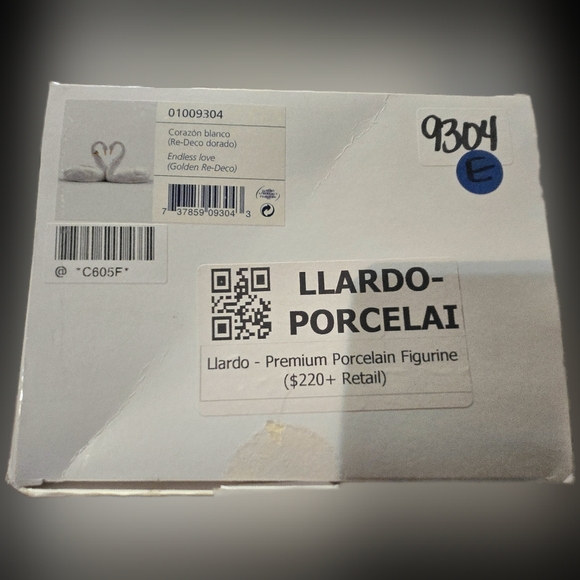 01009304
Corazón blanco
(Re-Deco dorado)
Endless love
(Golden Re-Deco)
7 37859 09304 3
@ *C605F*
9304
E
LLARDO-
PORCELAI
Llardo - Premium Porcelain Figurine
($220+ Retail)